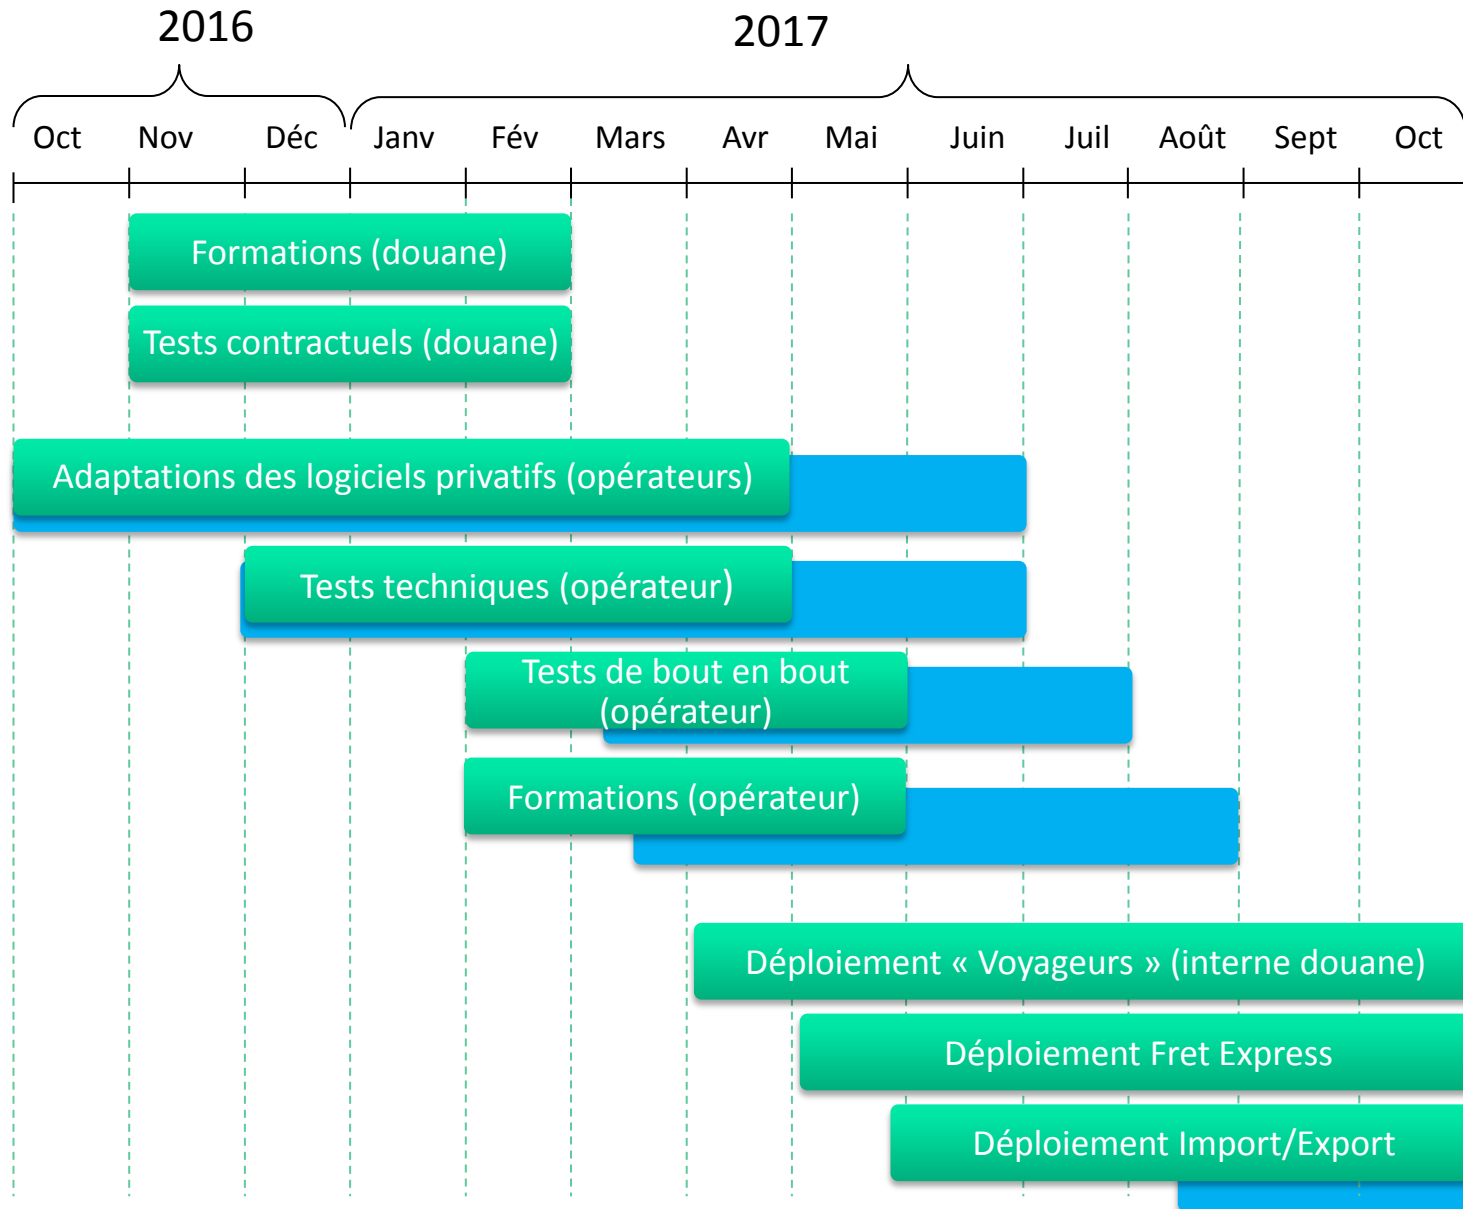 2016
2017
Oct Nov Déc Janv Fév Mars Avr Mai Juin Juil Août Sept Oct
Formations (douane)
Tests contractuels (douane)
Adaptations des logiciels privatifs (opérateurs)
Tests techniques (opérateur)
Tests de bout en bout
(opérateur)
Formations (opérateur)
Déploiement « Voyageurs » (interne douane)
Déploiement Fret Express
Déploiement Import/Export